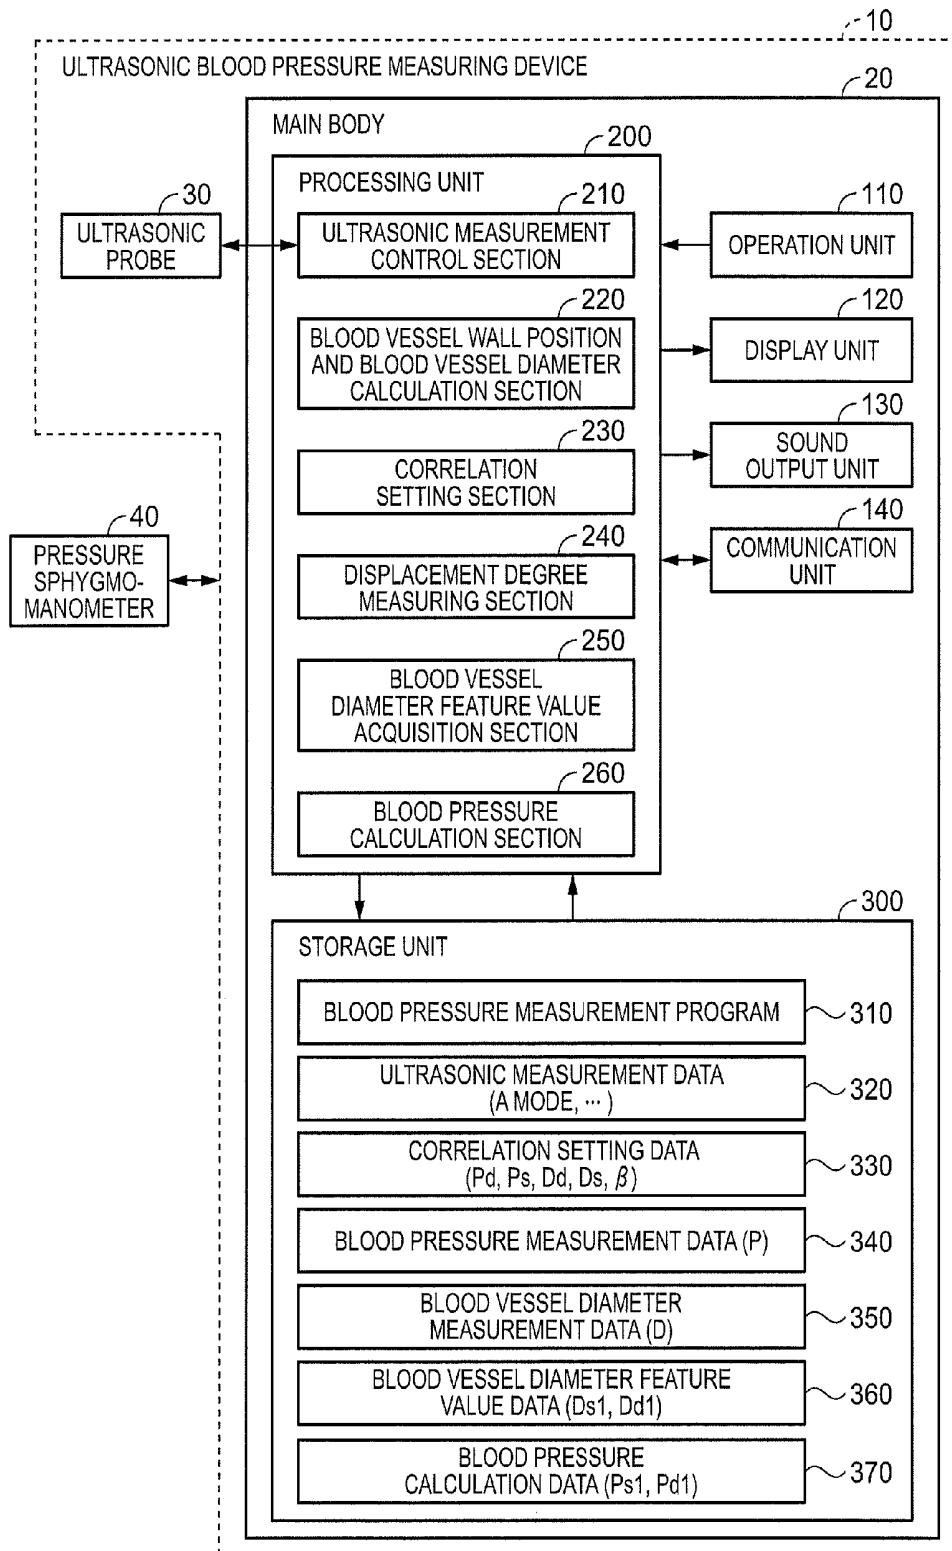 10
ULTRASONIC BLOOD PRESSURE MEASURING DEVICE
20
MAIN BODY
200
PROCESSING UNIT
30
ULTRASONIC
PROBE
210
ULTRASONIC MEASUREMENT
CONTROL SECTION
110
OPERATION UNIT
220
BLOOD VESSEL WALL POSITION
AND BLOOD VESSEL DIAMETER
CALCULATION SECTION
120
DISPLAY UNIT
230
CORRELATION
SETTING SECTION
130
SOUND
OUTPUT UNIT
40
PRESSURE
SPHYGMO-
MANOMETER
240
DISPLACEMENT DEGREE
MEASURING SECTION
140
COMMUNICATION
UNIT
250
BLOOD VESSEL
DIAMETER FEATURE VALUE
ACQUISITION SECTION
260
BLOOD PRESSURE
CALCULATION SECTION
300
STORAGE UNIT
BLOOD PRESSURE MEASUREMENT PROGRAM
310
ULTRASONIC MEASUREMENT DATA
(A MODE, ··· )
320
CORRELATION SETTING DATA
(Pd, Ps, Dd, Ds, β)
330
BLOOD PRESSURE MEASUREMENT DATA (P)
340
BLOOD VESSEL DIAMETER
MEASUREMENT DATA (D)
350
BLOOD VESSEL DIAMETER FEATURE
VALUE DATA (Ds1, Dd1)
360
BLOOD PRESSURE
CALCULATION DATA (Ps1, Pd1)
370